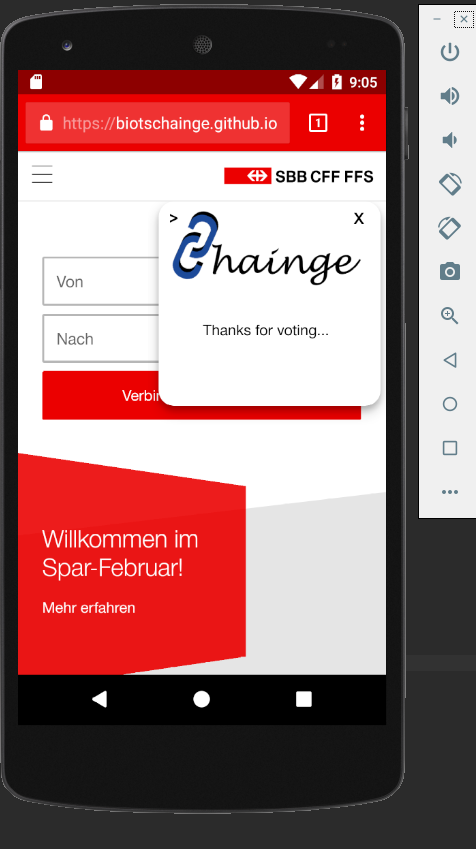 9:05
https://biotschainge.github.io
1
SBB CFF FFS
> X
Chainge
Thanks for voting...
Von
Nach
Verbin
Willkommen im
Spar-Februar!
Mehr erfahren